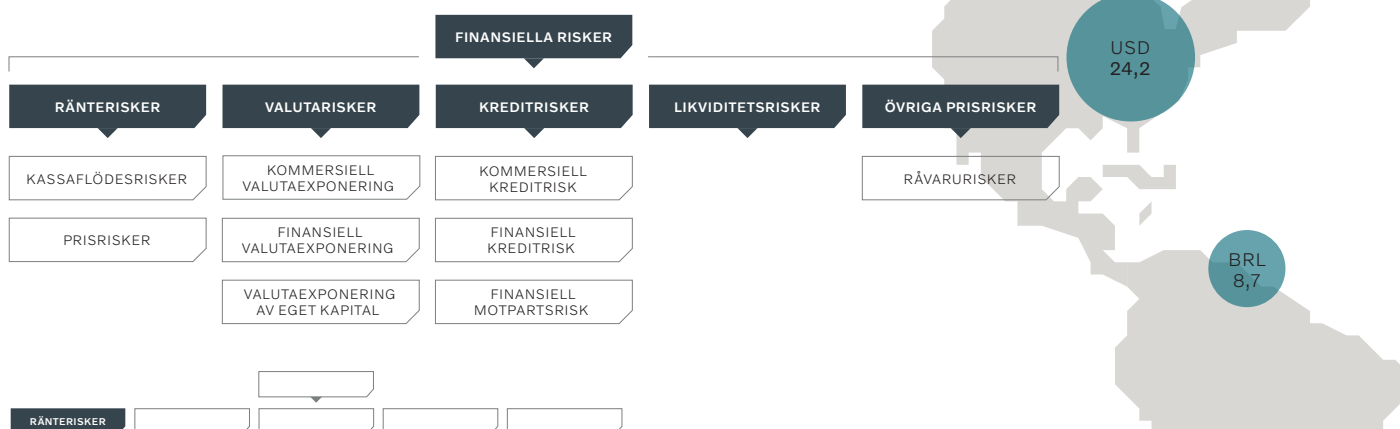 FINANSIELLA RISKER
RÄNTERISKER
VALUTARISKER
KREDITRISKER
LIKVIDITETSRISKER
ÖVRIGA PRISRISKER
KASSAFLÖDESRISKER
PRISRISKER
KOMMERSIELL
VALUTAEXPONERING
FINANSIELL
VALUTAEXPONERING
VALUTAEXPONERING
AV EGET KAPITAL
KOMMERSIELL
KREDITRISK
FINANSIELL
KREDITRISK
FINANSIELL
MOTPARTSRISK
RÅVARURISKER
USD
24,2
BRL
8,7
RÄNTERISKER